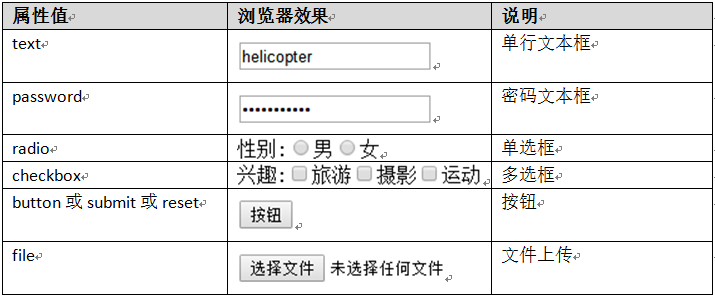 属性值 浏览器效果 说明
text helicopter 单行文本框
password ••••••••••• 密码文本框
radio 性别：男 女 单选框
checkbox 兴趣：旅游 摄影 运动 多选框
button 或 submit 或 reset 按钮 按钮
file 选择文件 未选择任何文件 文件上传